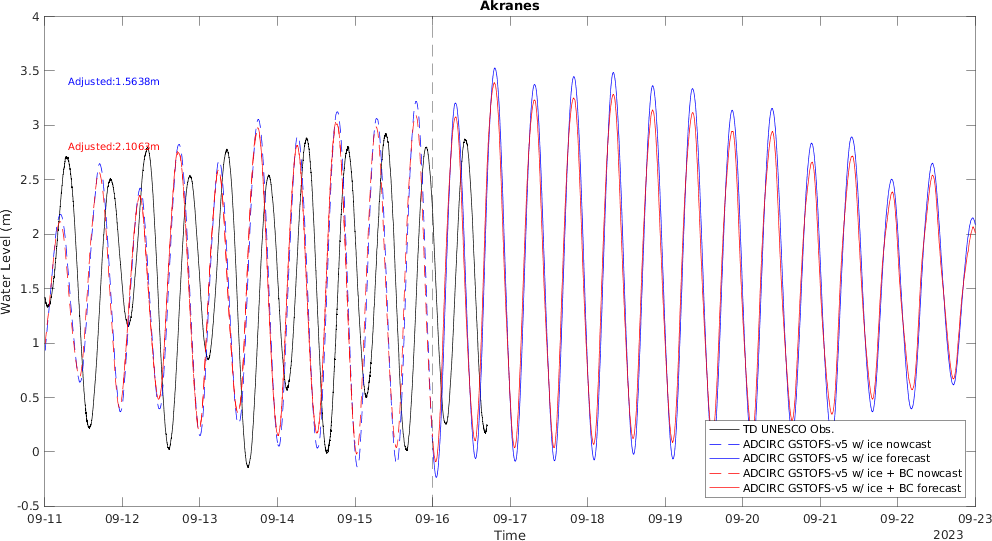 Akranes
4
3.5
3
2.5
2
1.5
1
0.5
0
-0.5
Water Level (m)
Adjusted:1.5638m
Adjusted:2.1063m
TD UNESCO Obs.
ADCIRC GSTOFS-v5 w/ ice nowcast
ADCIRC GSTOFS-v5 w/ ice forecast
ADCIRC GSTOFS-v5 w/ ice + BC nowcast
ADCIRC GSTOFS-v5 w/ ice + BC forecast
09-11 09-12 09-13 09-14 09-15 09-16 09-17 09-18 09-19 09-20 09-21 09-22 09-23
Time
2023